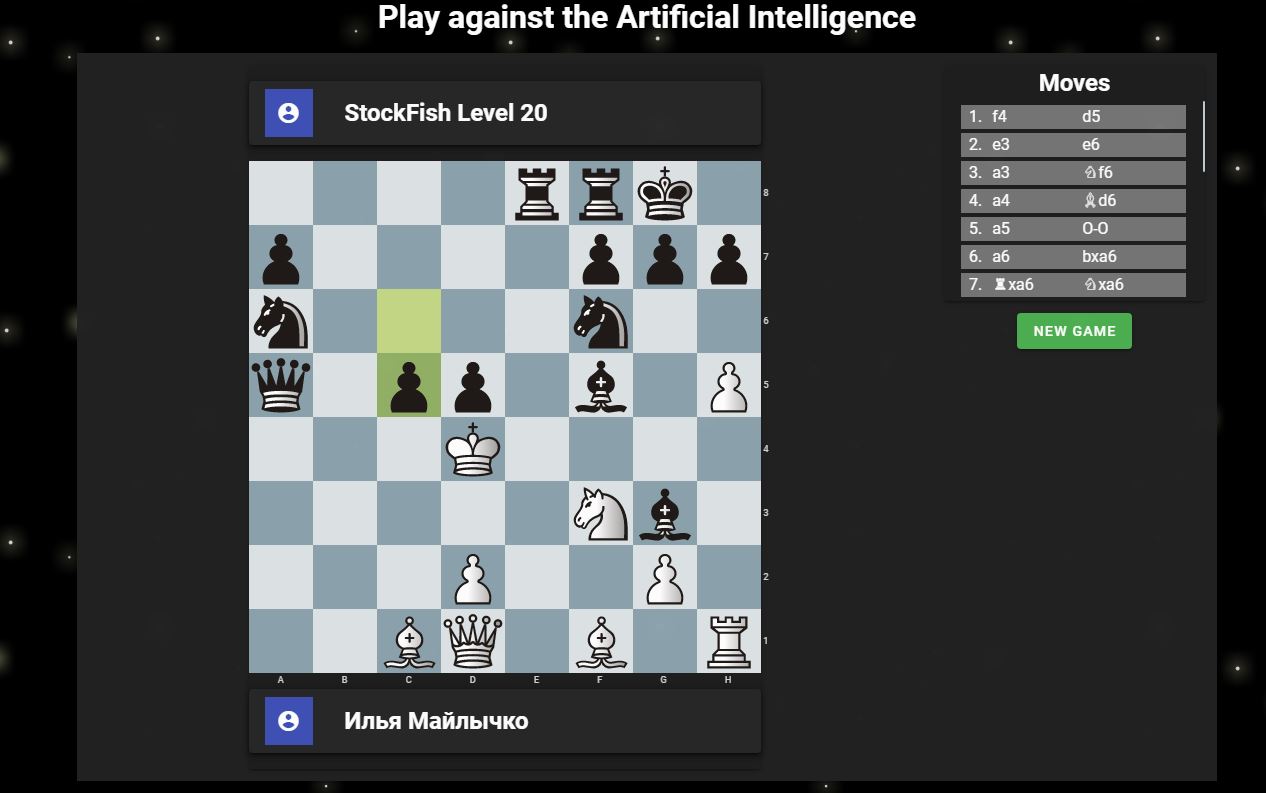 Play against the Artificial Intelligence
StockFish Level 20
8
7
6
5
4
3
2
1
A B C D E F G H
Илья Майлычко
Moves
1. f4 d5
2. e3 e6
3. a3 ♘f6
4. a4 ♗d6
5. a5 O-O
6. a6 bxa6
7. ♜xa6 ♘xa6
NEW GAME